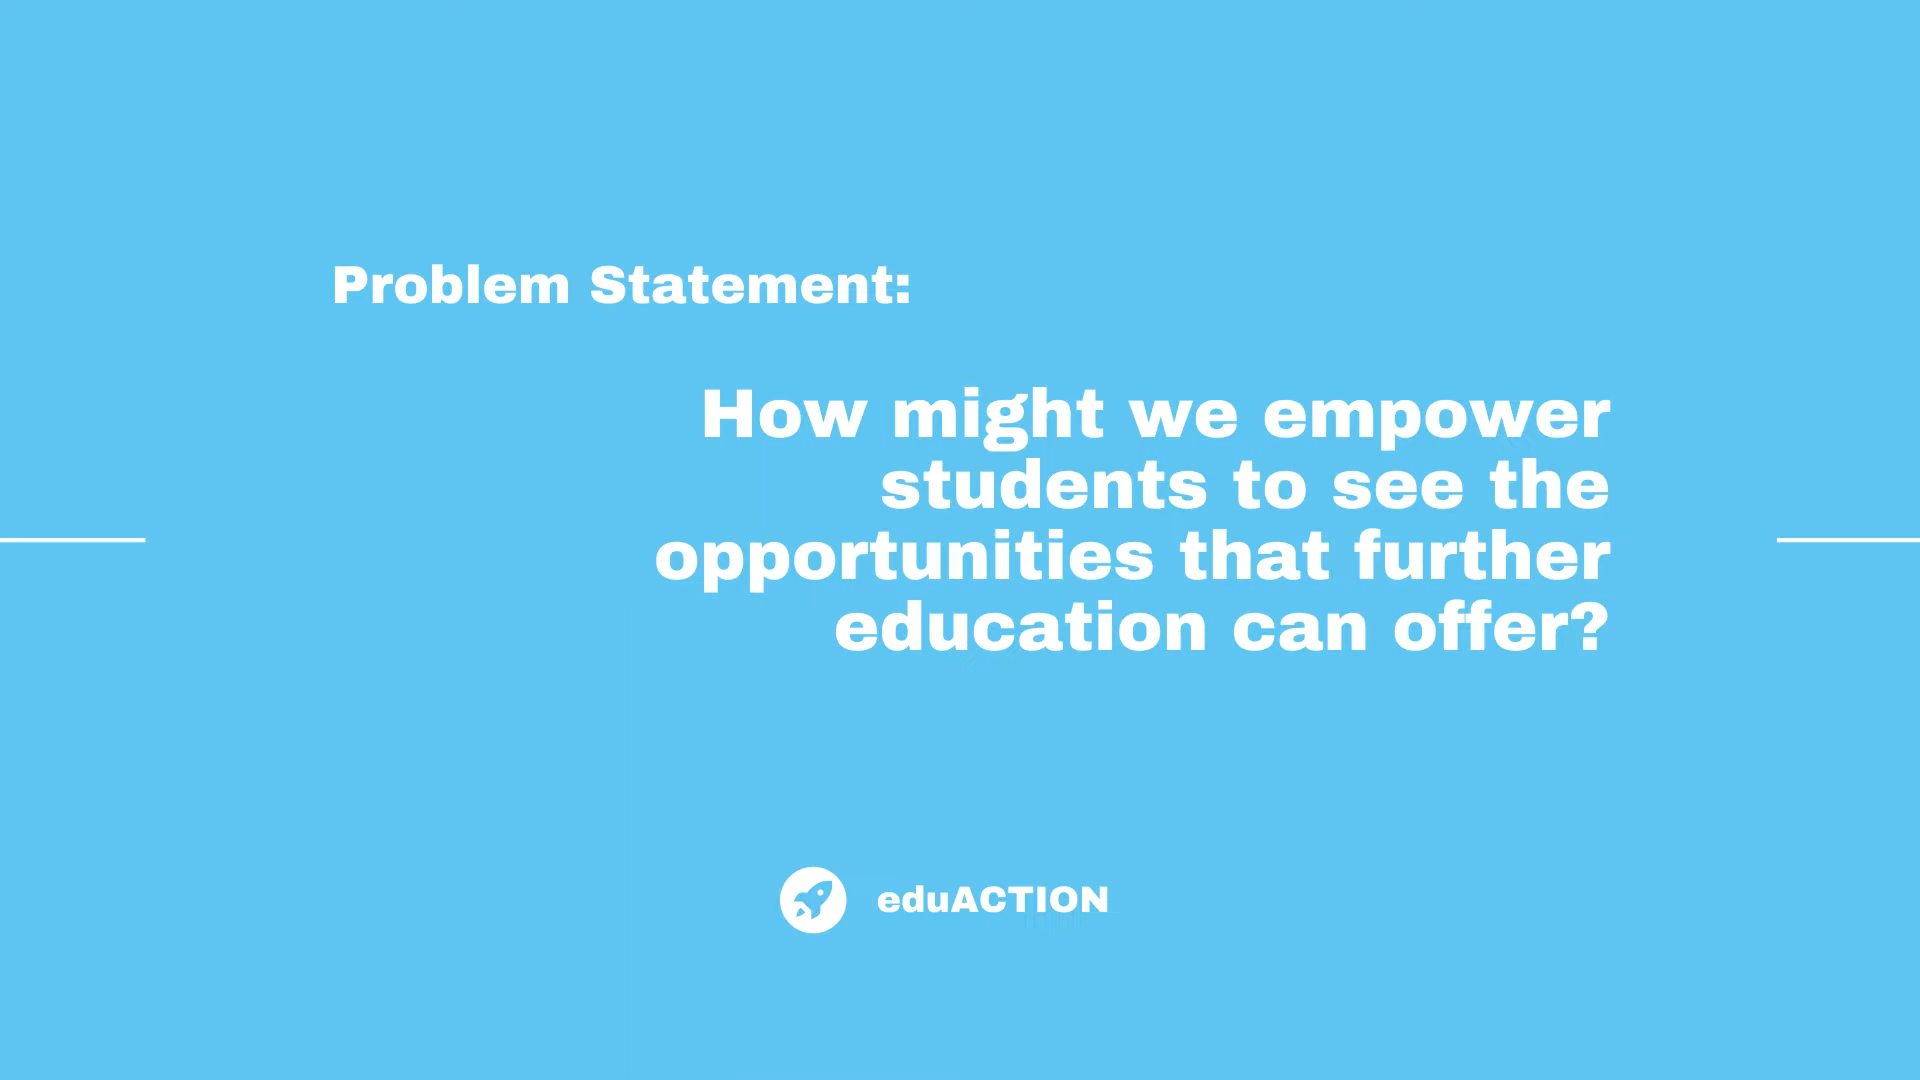 Problem Statement:
How might we empower
students to see the
opportunities that further
education can offer?
eduACTION